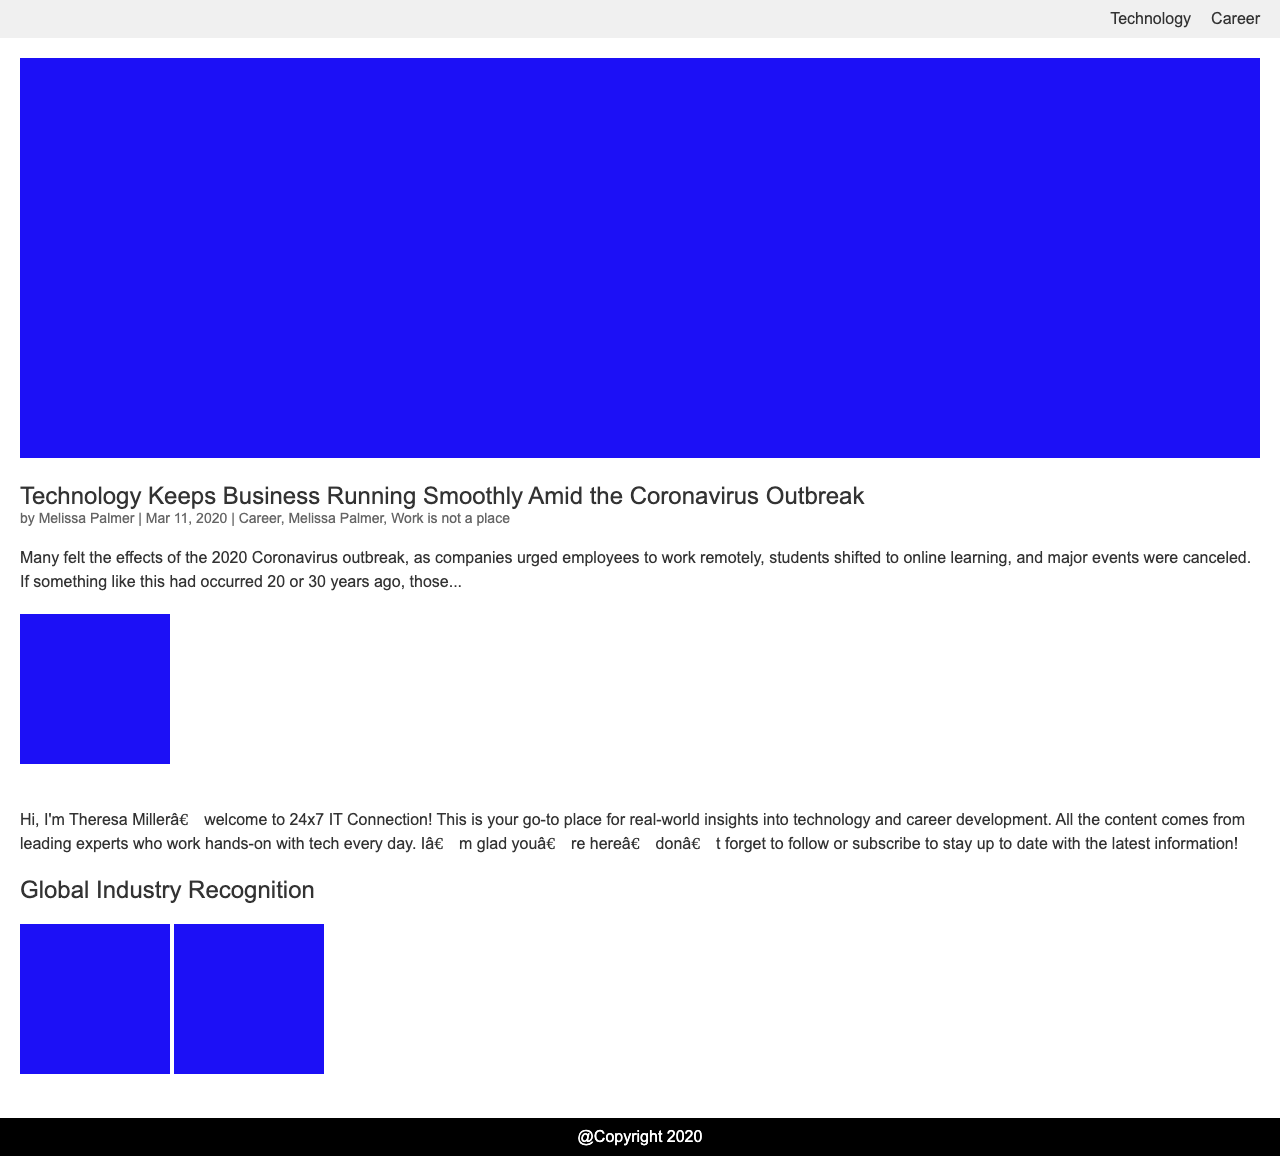 Technology Career
Technology Keeps Business Running Smoothly Amid the Coronavirus Outbreak
by Melissa Palmer | Mar 11, 2020 | Career, Melissa Palmer, Work is not a place
Many felt the effects of the 2020 Coronavirus outbreak, as companies urged employees to work remotely, students shifted to online learning, and major events were canceled.
If something like this had occurred 20 or 30 years ago, those...
Hi, I'm Theresa Millerâ€ welcome to 24x7 IT Connection! This is your go-to place for real-world insights into technology and career development. All the content comes from
leading experts who work hands-on with tech every day. Iâ€ m glad youâ€ re hereâ€ donâ€ t forget to follow or subscribe to stay up to date with the latest information!
Global Industry Recognition
@Copyright 2020